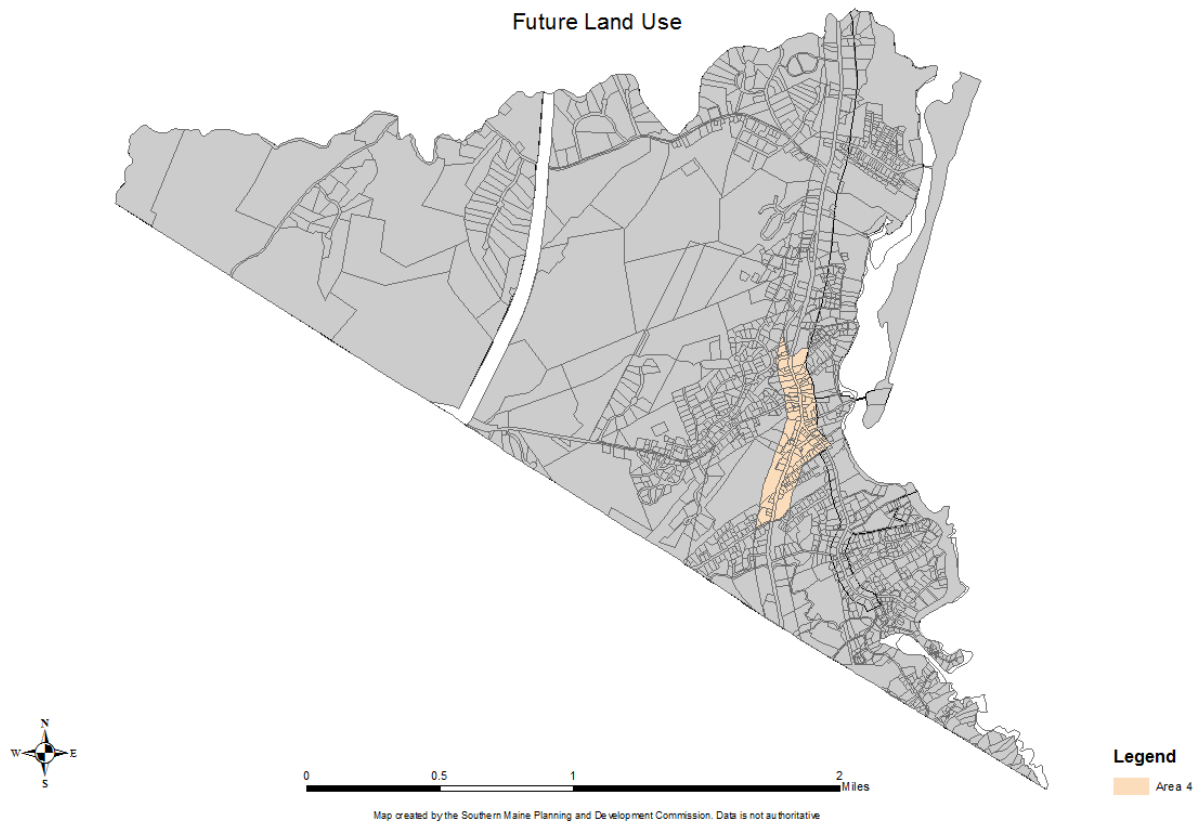 Future Land Use
N
W E
S
0 0.5 1 2
Miles
Legend
Area 4
Map created by the Southern Maine Planning and Development Commission. Data is not authoritative